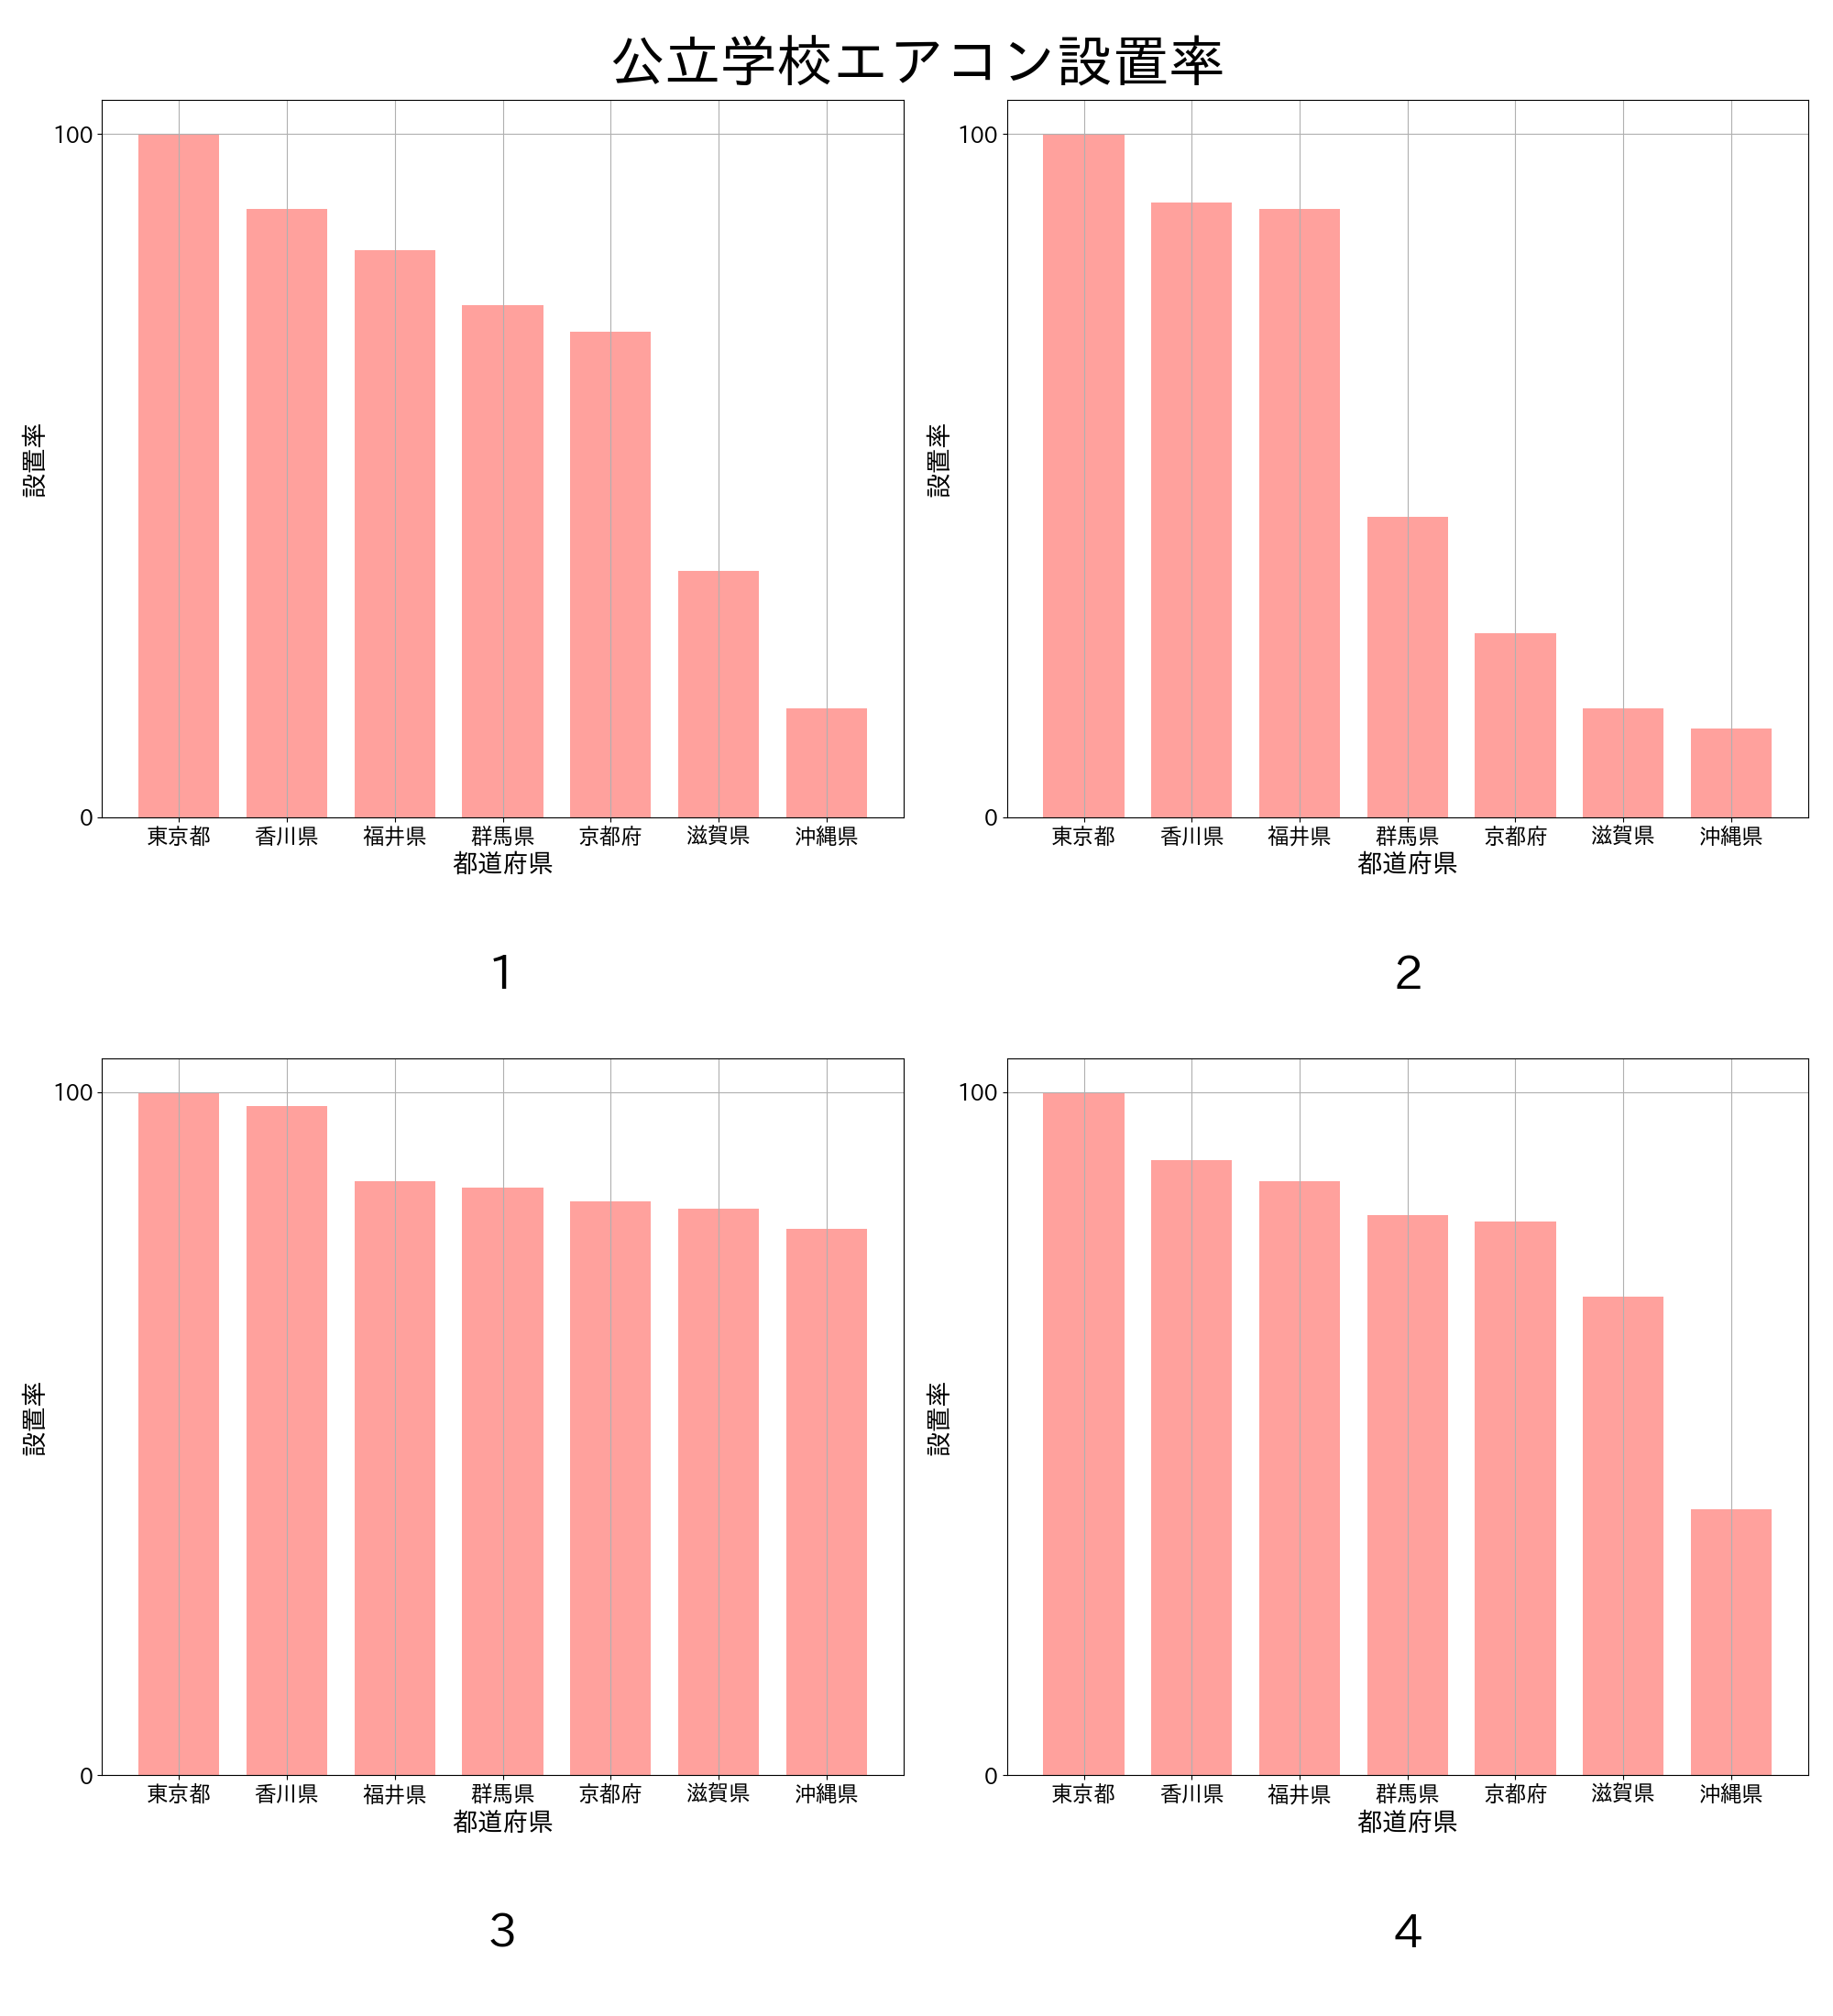 公立学校エアコン設置率
100
設置率
0
東京都 香川県 福井県 群馬県 京都府 滋賀県 沖縄県
都道府県
1
100
設置率
0
東京都 香川県 福井県 群馬県 京都府 滋賀県 沖縄県
都道府県
2
100
設置率
0
東京都 香川県 福井県 群馬県 京都府 滋賀県 沖縄県
都道府県
3
100
設置率
0
東京都 香川県 福井県 群馬県 京都府 滋賀県 沖縄県
都道府県
4